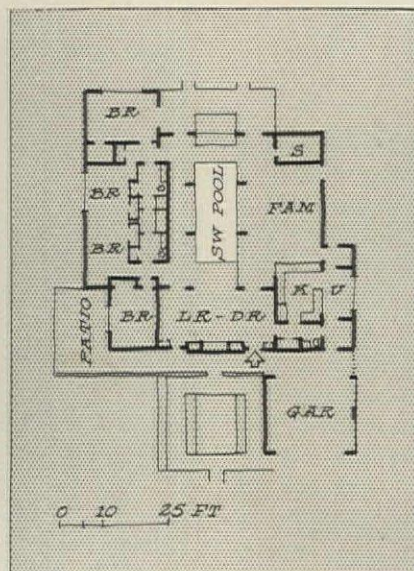 BR
S
BR
SW POOL
FAM
BR
K U
PATIO
BR
LR-DR
GAR
0 10 25 FT